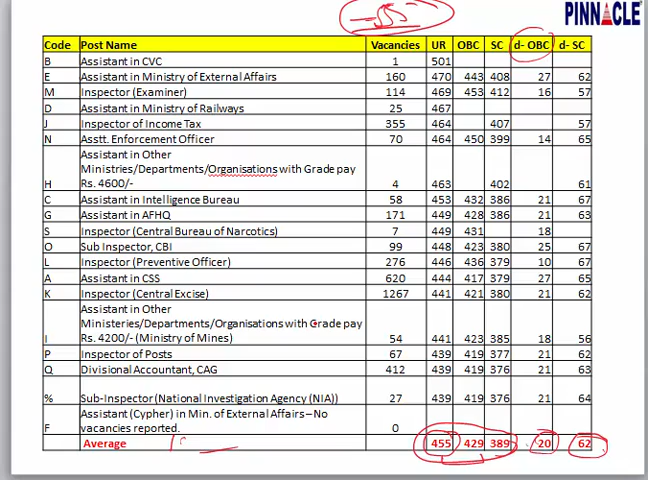 PINNACLE
Code Post Name Vacancies UR OBC SC d- OBC d- SC
B Assistant in CVC 1 501
E Assistant in Ministry of External Affairs 160 470 443 408 27 62
M Inspector (Examiner) 114 469 453 412 16 57
D Assistant in Ministry of Railways 25 467
J Inspector of Income Tax 355 464 407 57
N Asstt. Enforcement Officer 70 464 450 399 14 65
Assistant in Other
Ministries/Departments/Organisations with Grade pay
H Rs. 4600/- 4 463 402 61
C Assistant in Intelligence Bureau 58 453 432 386 21 67
G Assistant in AFHQ 171 449 428 386 21 63
S Inspector (Central Bureau of Narcotics) 7 449 431 18
O Sub Inspector, CBI 99 448 423 380 25 67
L Inspector (Preventive Officer) 276 446 436 379 10 67
A Assistant in CSS 620 444 417 379 27 65
K Inspector (Central Excise) 1267 441 421 380 21 62
Assistant in Other
Ministeries/Departments/Organisations with Grade pay
I Rs. 4200/- (Ministry of Mines) 54 441 423 385 18 56
P Inspector of Posts 67 439 419 377 21 62
Q Divisional Accountant, CAG 412 439 419 376 21 63
% Sub-Inspector (National Investigation Agency (NIA)) 27 439 419 376 21 64
Assistant (Cypher) in Min. of External Affairs – No
F vacancies reported. 0
Average 455 429 389 20 62